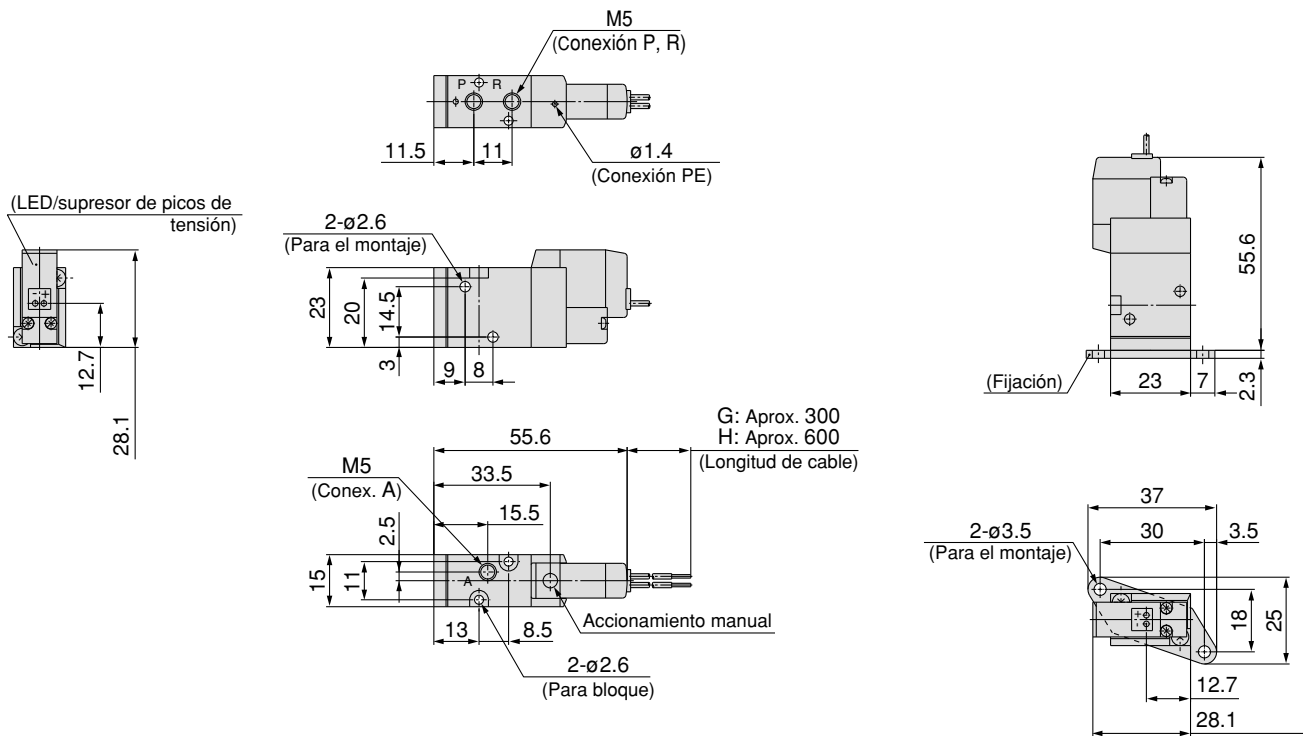 M5
(Conexión P, R)
P R
11.5
11
ø1.4
(Conexión PE)
(LED/supresor de picos de
tensión)
+
-
12.7
28.1
2-ø2.6
(Para el montaje)
23
20
14.5
3
9
8
55.6
(Fijación)
23
7
2.3
G: Aprox. 300
H: Aprox. 600
(Longitud de cable)
55.6
33.5
15.5
M5
(Conex. A)
2.5
15
11
A
13
8.5
Accionamiento manual
2-ø2.6
(Para bloque)
37
30
3.5
2-ø3.5
(Para el montaje)
+
-
18
25
12.7
28.1